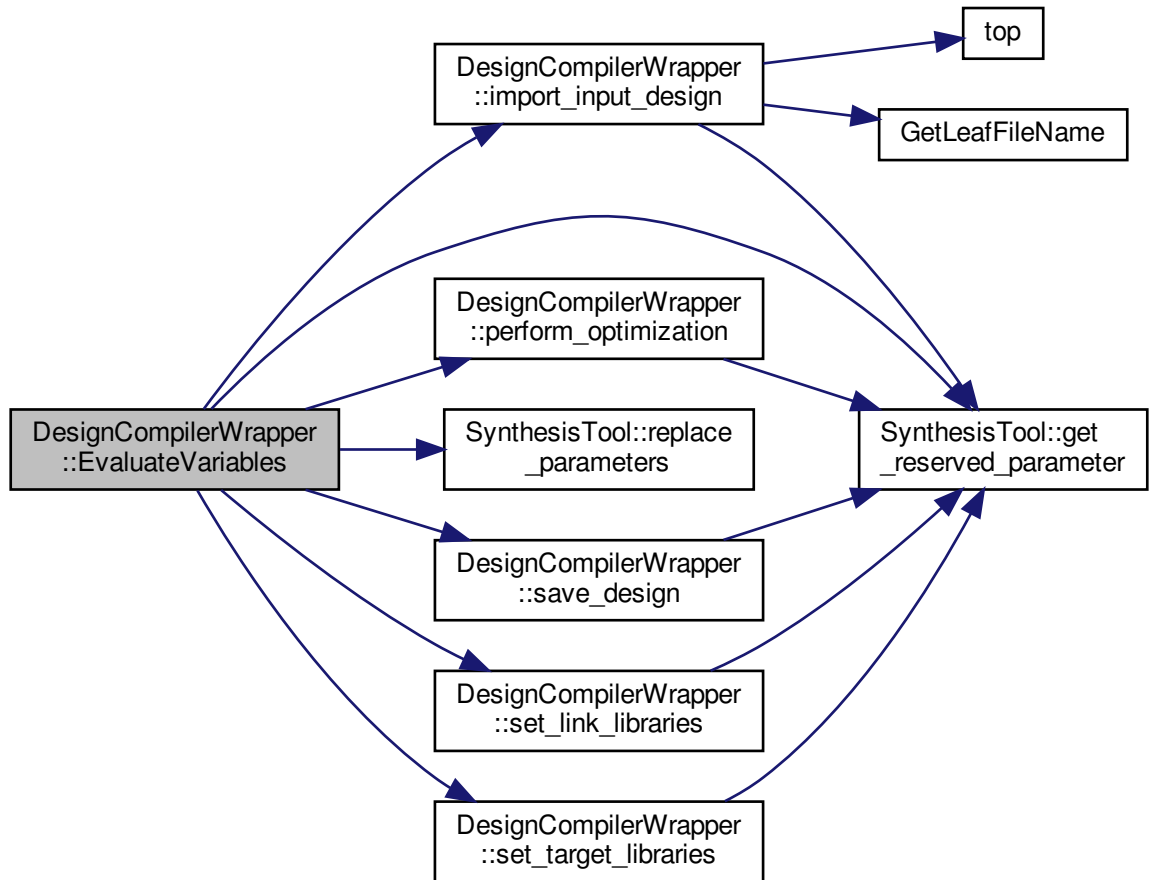 top
DesignCompilerWrapper
::import_input_design
GetLeafFileName
DesignCompilerWrapper
::perform_optimization
DesignCompilerWrapper
::EvaluateVariables
SynthesisTool::replace
_parameters
SynthesisTool::get
_reserved_parameter
DesignCompilerWrapper
::save_design
DesignCompilerWrapper
::set_link_libraries
DesignCompilerWrapper
::set_target_libraries